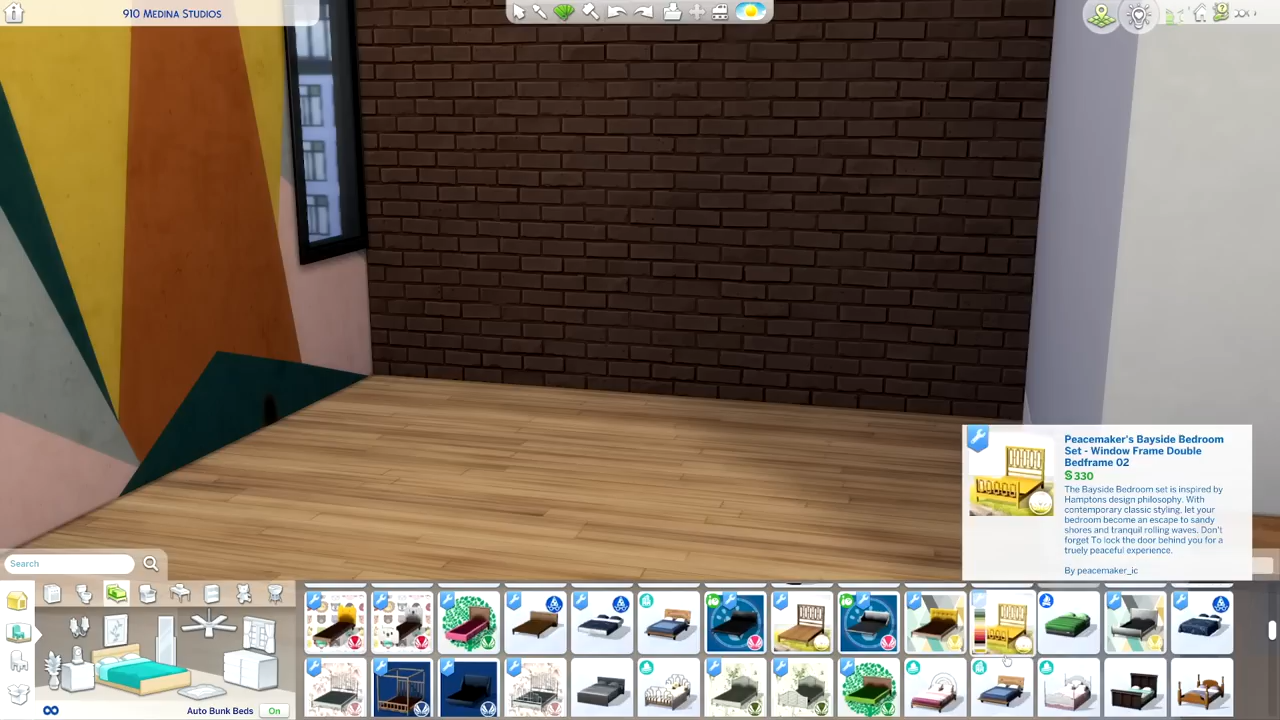 910 Medina Studios
Peacemaker's Bayside Bedroom
Set - Window Frame Double
Bedframe 02
§330
The Bayside Bedroom set is inspired by
Hamptons design philosophy. With
contemporary classic styling, let your
bedroom become an escape to sandy
shores and tranquil rolling waves. Don't
forget To lock the door behind you for a
truely peaceful experience.
By peacemaker_ic
Search
Auto Bunk Beds
On